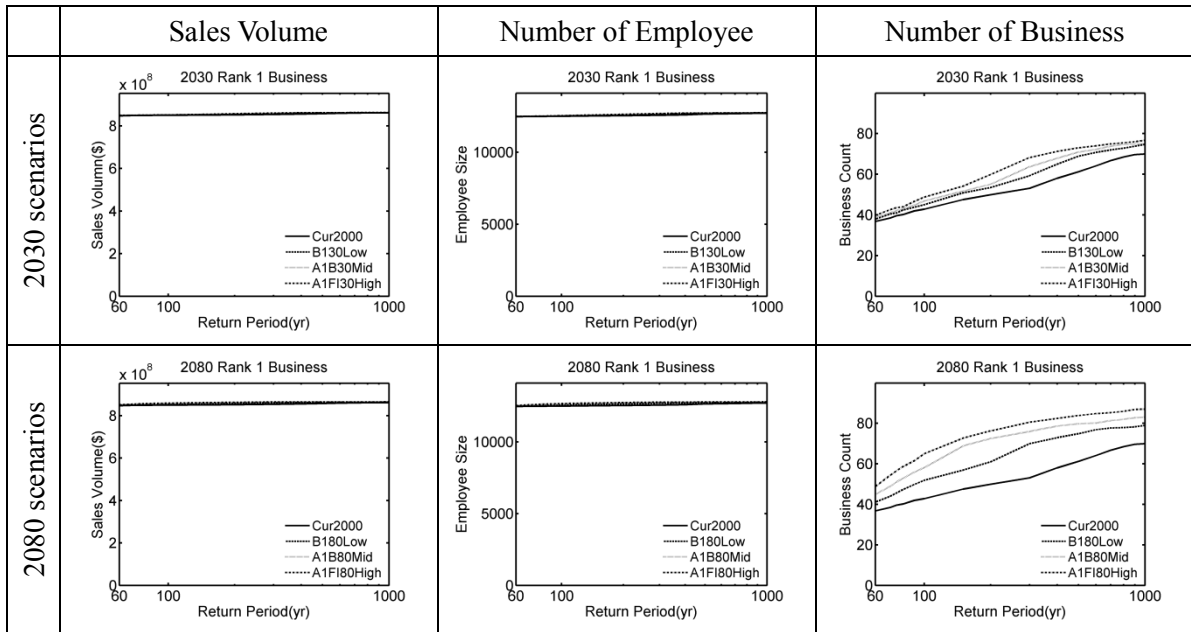 Sales Volume
Number of Employee
Number of Business
2030 scenarios
x 10⁸
2030 Rank 1 Business
Sales Volumn($)
8
6
4
2
0
60
100
1000
Return Period(yr)
Cur2000
B130Low
A1B30Mid
A1FI30High
2030 Rank 1 Business
Employee Size
10000
5000
0
60
100
1000
Return Period(yr)
Cur2000
B130Low
A1B30Mid
A1FI30High
2030 Rank 1 Business
Business Count
80
60
40
20
0
60
100
1000
Return Period(yr)
Cur2000
B130Low
A1B30Mid
A1FI30High
2080 scenarios
x 10⁸
2080 Rank 1 Business
Sales Volume($)
8
6
4
2
0
60
100
1000
Return Period(yr)
Cur2000
B180Low
A1B80Mid
A1FI80High
2080 Rank 1 Business
Employee Size
10000
5000
0
60
100
1000
Return Period(yr)
Cur2000
B180Low
A1B80Mid
A1FI80High
2080 Rank 1 Business
Business Count
80
60
40
20
0
60
100
1000
Return Period(yr)
Cur2000
B180Low
A1B80Mid
A1FI80High